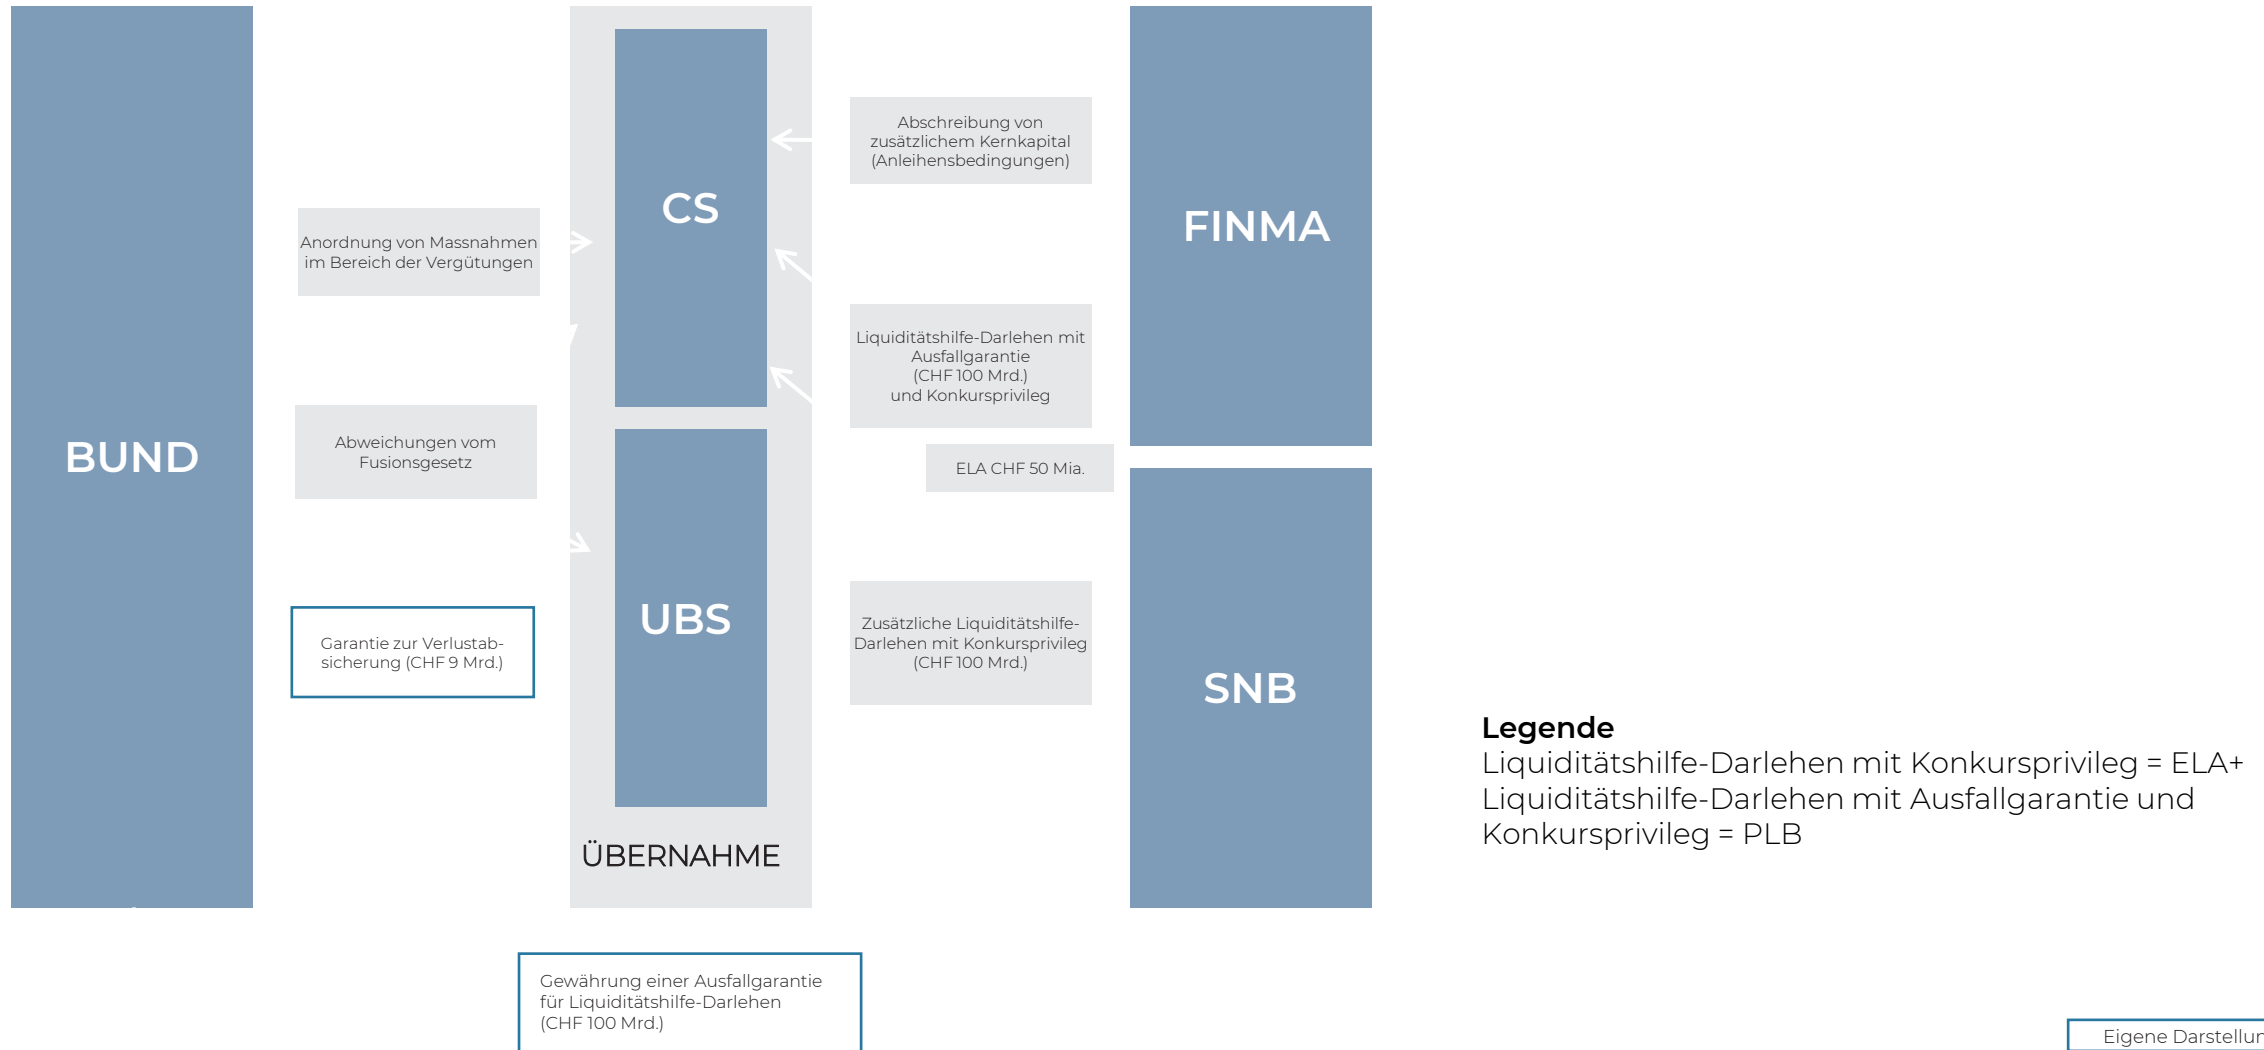 BUND
Anordnung von Massnahmen
im Bereich der Vergütungen
Abweichungen vom
Fusionsgesetz
Garantie zur Verlustab-
sicherung (CHF 9 Mrd.)
CS
UBS
ÜBERNAHME
Abschreibung von
zusätzlichem Kernkapital
(Anleihensbedingungen)
Liquiditätshilfe-Darlehen mit
Ausfallgarantie
(CHF 100 Mrd.)
und Konkursprivileg
ELA CHF 50 Mia.
Zusätzliche Liquiditätshilfe-
Darlehen mit Konkursprivileg
(CHF 100 Mrd.)
FINMA
SNB
Legende
Liquiditätshilfe-Darlehen mit Konkursprivileg = ELA+
Liquiditätshilfe-Darlehen mit Ausfallgarantie und
Konkursprivileg = PLB
Gewährung einer Ausfallgarantie
für Liquiditätshilfe-Darlehen
(CHF 100 Mrd.)
Eigene